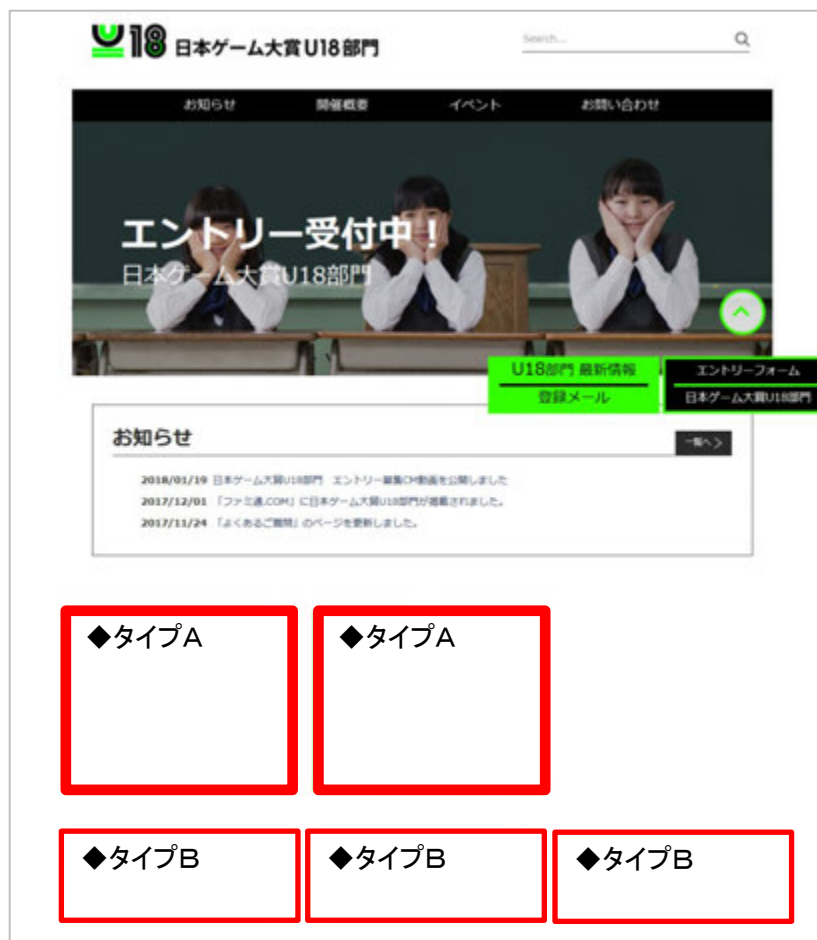 U18 日本ゲーム大賞U18部門
Search...
お知らせ 開催概要 イベント お問い合わせ
エントリー受付中！
日本ゲーム大賞U18部門
U18部門 最新情報
登録メール
エントリーフォーム
日本ゲーム大賞U18部門
お知らせ
一覧へ >
2018/01/19 日本ゲーム大賞U18部門 エントリー募集CM動画を公開しました
2017/12/01 「ファミ通.COM」に日本ゲーム大賞U18部門が掲載されました。
2017/11/24 「よくあるご質問」のページを更新しました。
◆タイプA ◆タイプA
◆タイプB ◆タイプB ◆タイプB